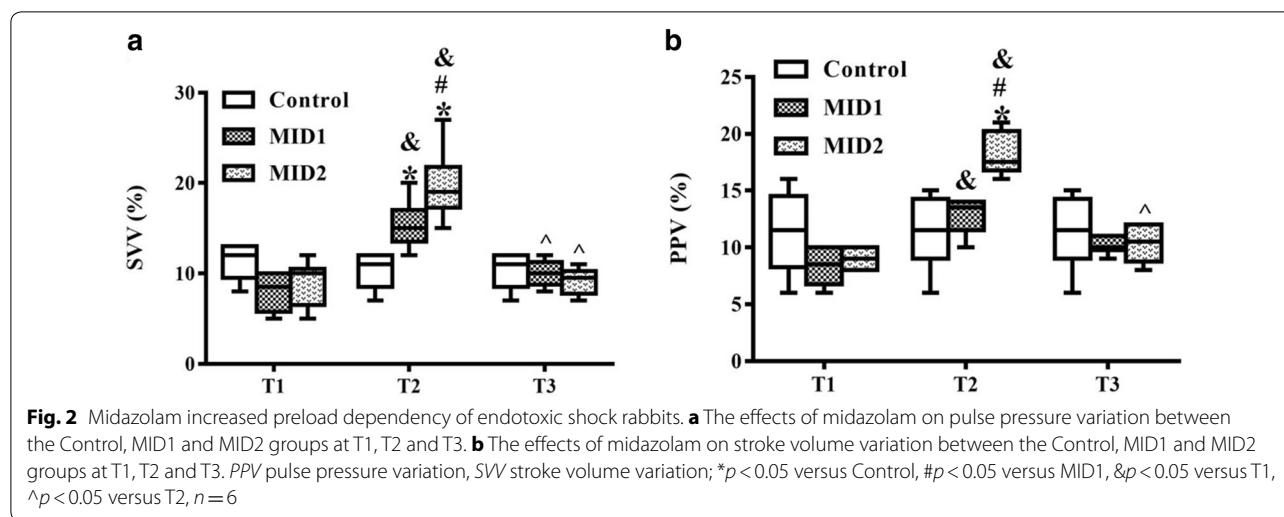 a
b
& 
# 
*
&
*
Control
MID1
MID2
30
20
10
0
SVV (%)
^
^
T1
T2
T3
&
#
*
&
Control
MID1
MID2
25
20
15
10
5
0
PPV (%)
^
T1
T2
T3
Fig. 2 Midazolam increased preload dependency of endotoxic shock rabbits. a The effects of midazolam on pulse pressure variation between
the Control, MID1 and MID2 groups at T1, T2 and T3. b The effects of midazolam on stroke volume variation between the Control, MID1 and MID2
groups at T1, T2 and T3. PPV pulse pressure variation, SVV stroke volume variation; *p < 0.05 versus Control, #p < 0.05 versus MID1, &p < 0.05 versus T1,
^p < 0.05 versus T2, n = 6